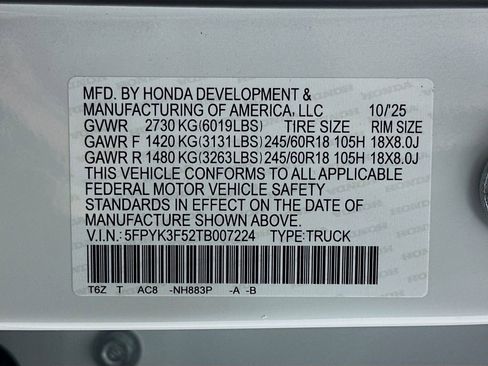 MFD. BY HONDA DEVELOPMENT &
MANUFACTURING OF AMERICA, LLC 10/'25
GVWR 2730 KG(6019LBS) TIRE SIZE RIM SIZE
GAWR F 1420 KG(3131LBS) 245/60R18 105H 18X8.0J
GAWR R 1480 KG(3263LBS) 245/60R18 105H 18X8.0J
THIS VEHICLE CONFORMS TO ALL APPLICABLE
FEDERAL MOTOR VEHICLE SAFETY
STANDARDS IN EFFECT ON THE DATE OF
MANUFACTURE SHOWN ABOVE.
V.I.N.: 5FPYK3F52TB007224 TYPE:TRUCK
T6Z T AC8 -NH883P -A -B